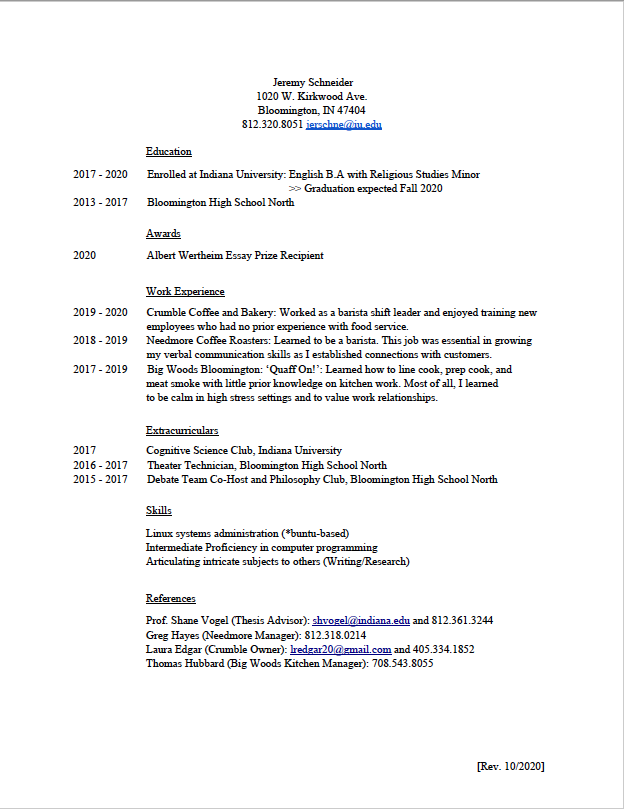 Jeremy Schneider
1020 W. Kirkwood Ave.
Bloomington, IN 47404
812.320.8051 jerschne@iu.edu
Education
2017 - 2020 Enrolled at Indiana University: English B.A with Religious Studies Minor
>> Graduation expected Fall 2020
2013 - 2017 Bloomington High School North
Awards
2020 Albert Wertheim Essay Prize Recipient
Work Experience
2019 - 2020 Crumble Coffee and Bakery: Worked as a barista shift leader and enjoyed training new
employees who had no prior experience with food service.
2018 - 2019 Needmore Coffee Roasters: Learned to be a barista. This job was essential in growing
my verbal communication skills as I established connections with customers.
2017 - 2019 Big Woods Bloomington: ‘Quaff On!’: Learned how to line cook, prep cook, and
meat smoke with little prior knowledge on kitchen work. Most of all, I learned
to be calm in high stress settings and to value work relationships.
Extracurriculars
2017 Cognitive Science Club, Indiana University
2016 - 2017 Theater Technician, Bloomington High School North
2015 - 2017 Debate Team Co-Host and Philosophy Club, Bloomington High School North
Skills
Linux systems administration (*buntu-based)
Intermediate Proficiency in computer programming
Articulating intricate subjects to others (Writing/Research)
References
Prof. Shane Vogel (Thesis Advisor): shvogel@indiana.edu and 812.361.3244
Greg Hayes (Needmore Manager): 812.318.0214
Laura Edgar (Crumble Owner): lredgar20@gmail.com and 405.334.1852
Thomas Hubbard (Big Woods Kitchen Manager): 708.543.8055
[Rev. 10/2020]